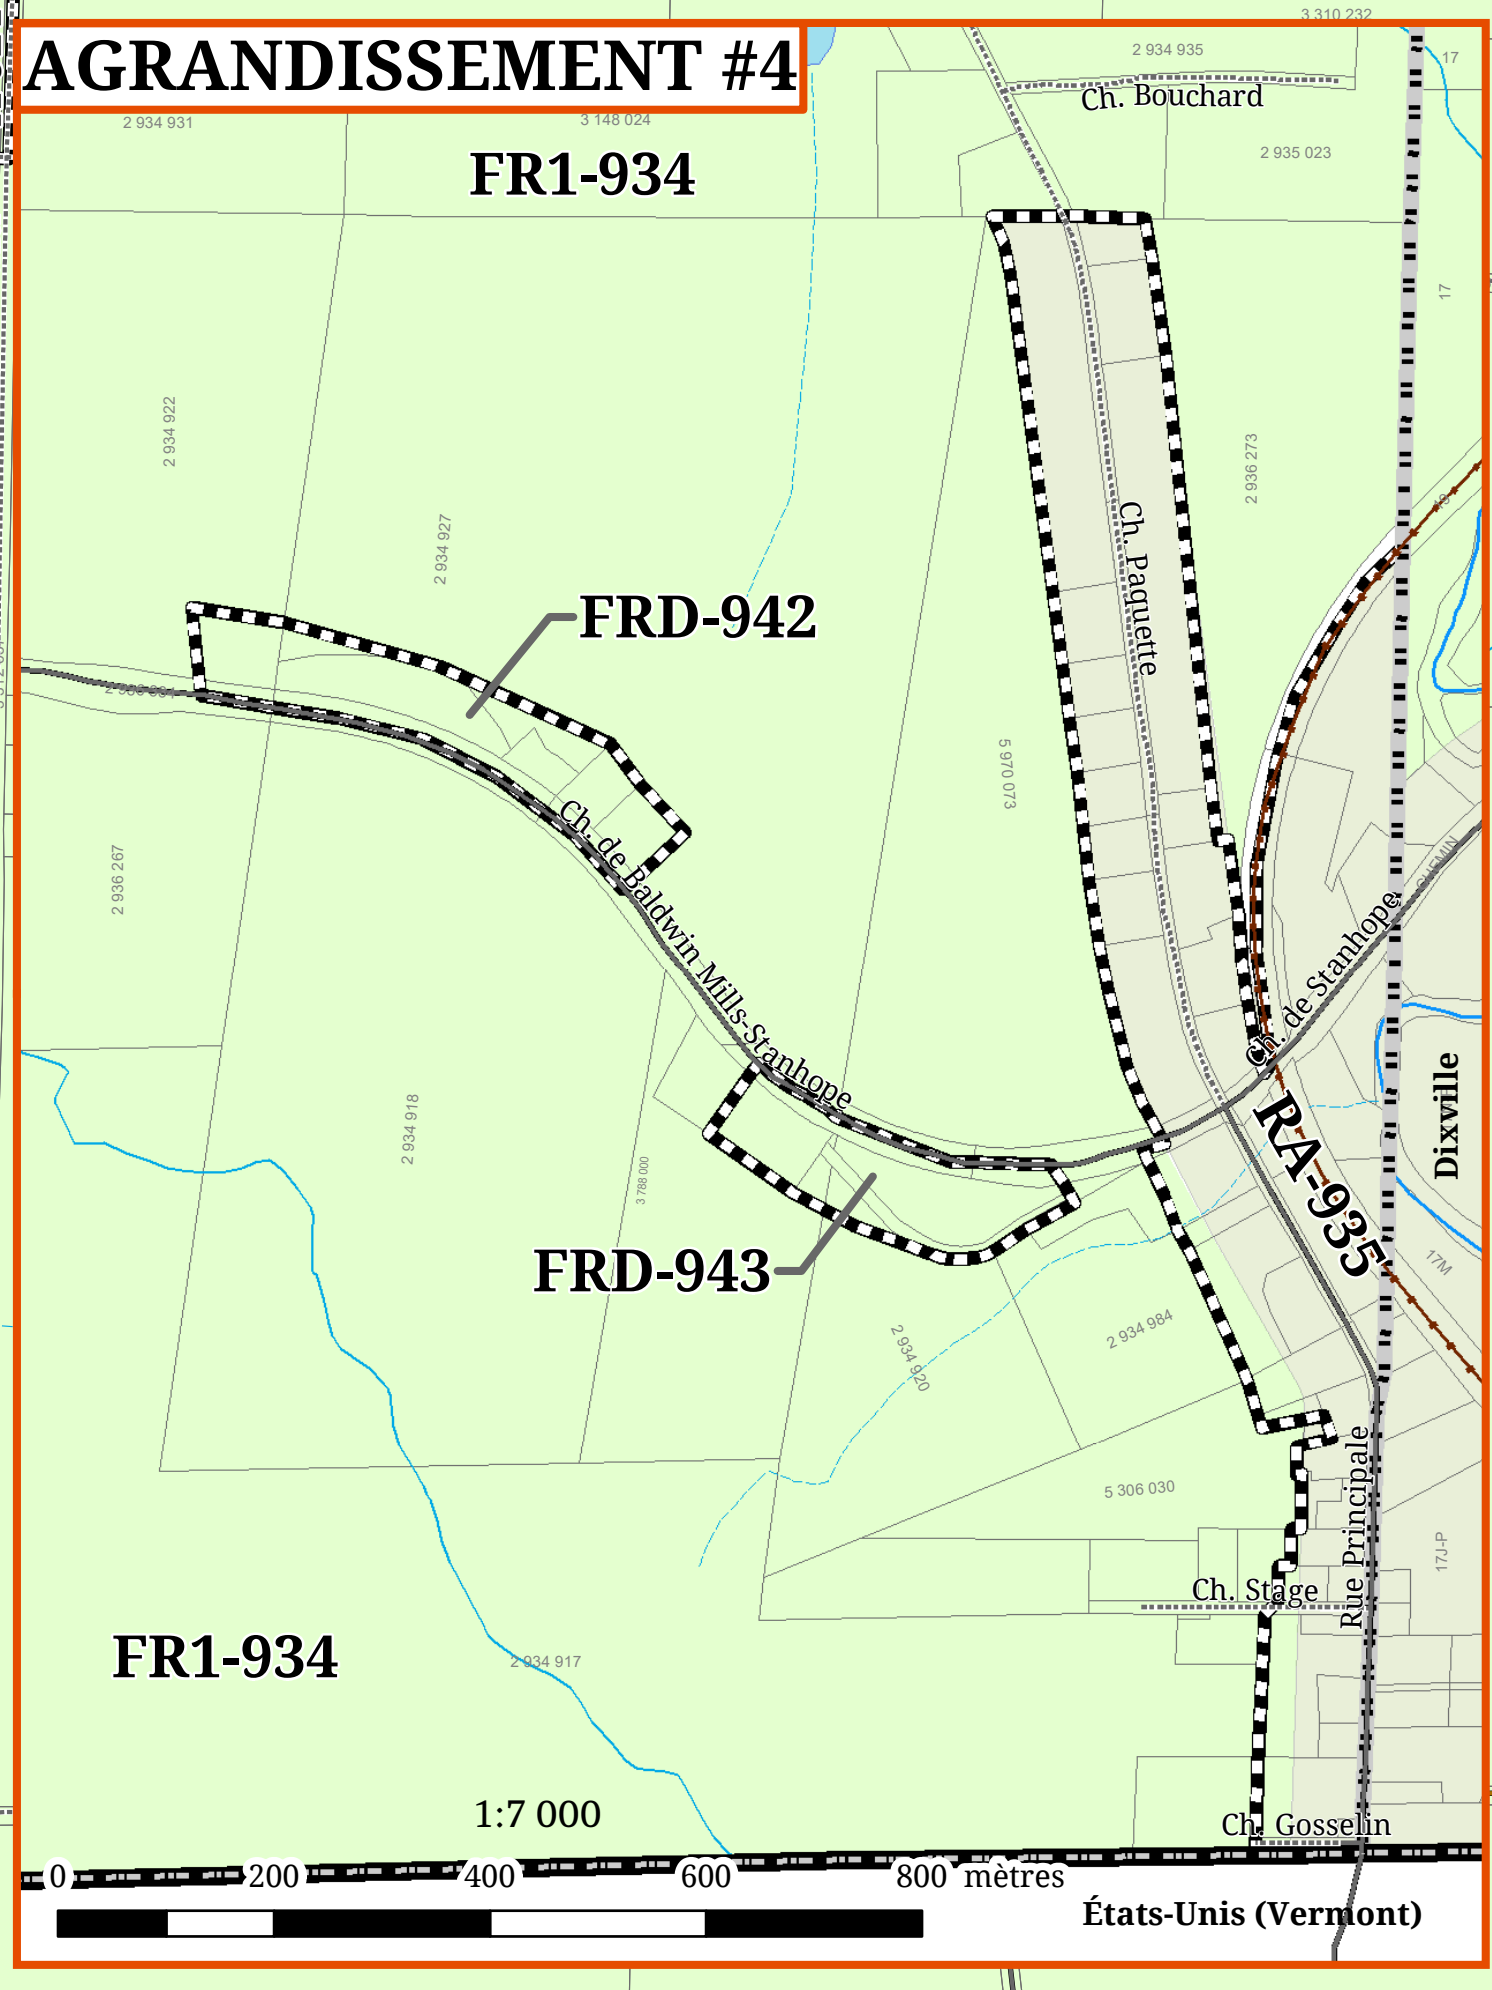 3 310 232
AGRANDISSEMENT #4
2 934 935
17
Ch. Bouchard
2 934 931
3 148 024
2 935 023
FR1-934
17
2 934 922
2 936 273
2 934 927
Ch. Paquette
FRD-942
5 970 073
2 936 267
Ch. de Baldwin Mills-Stanhope
CHEMIN
Ch. de Stanhope
Dixville
RA-935
2 934 918
3 788 000
FRD-943
17M
2 934 984
2 934 920
5 306 030
Rue Principale
17J-P
Ch. Stage
FR1-934
2 934 917
1:7 000
Ch. Gosselin
0 200 400 600 800 mètres
États-Unis (Vermont)